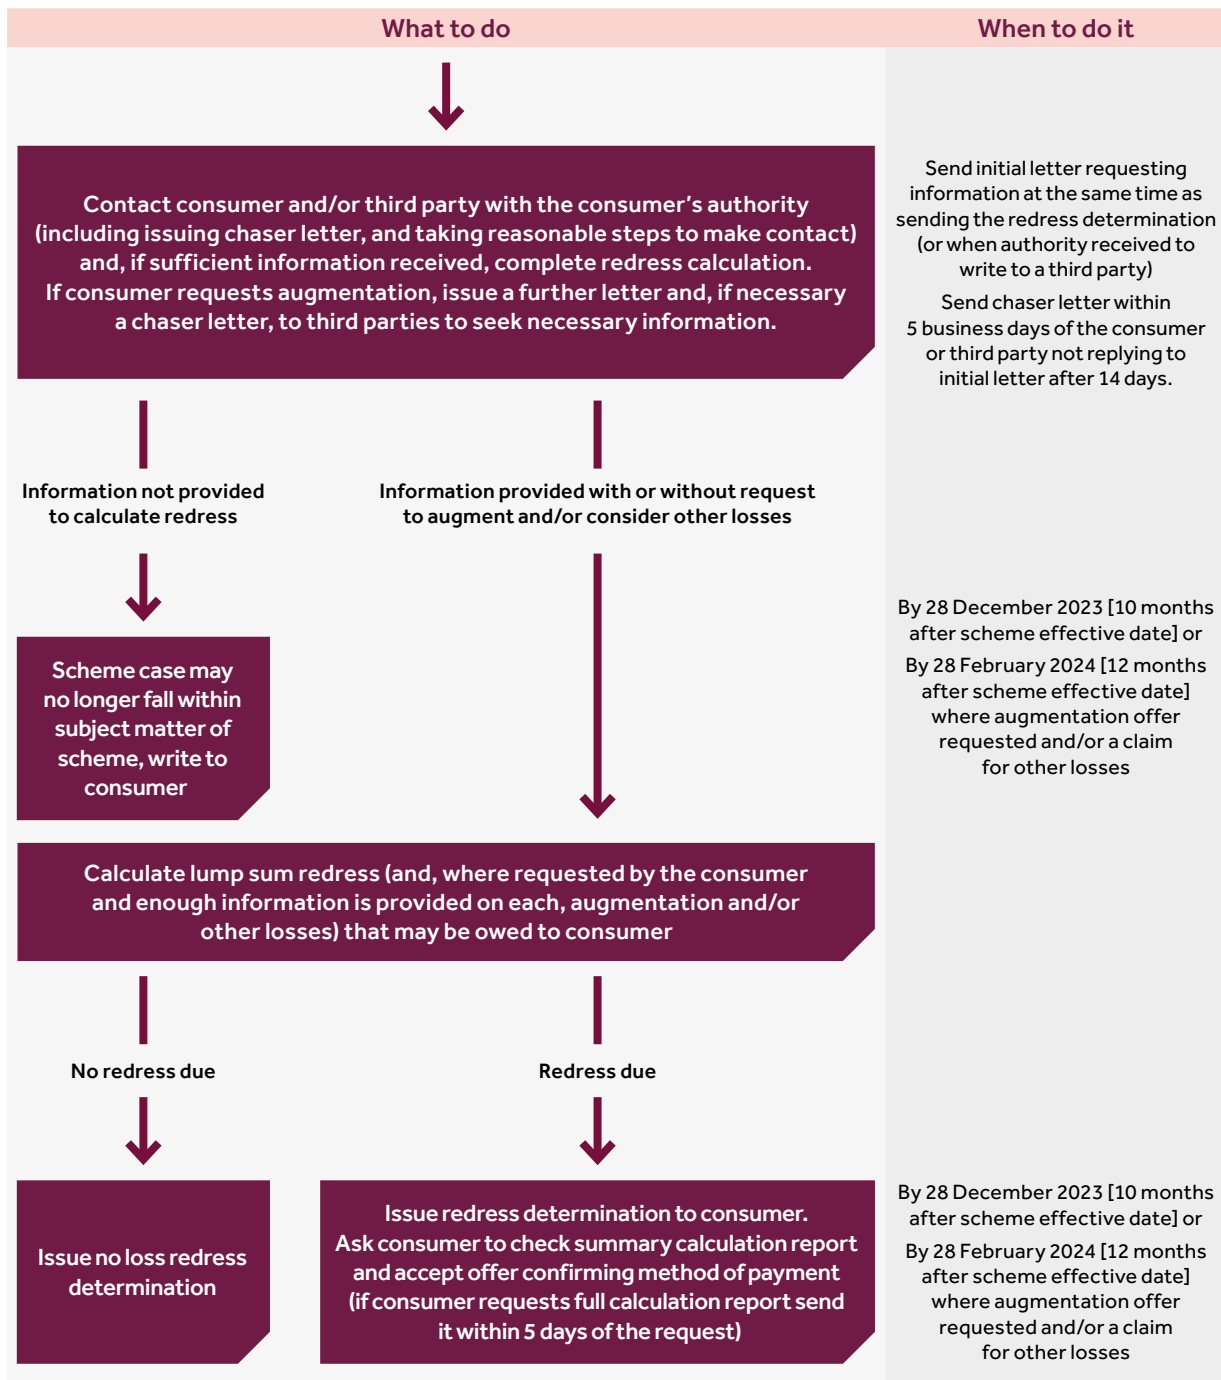 What to do
When to do it
Contact consumer and/or third party with the consumer's authority
(including issuing chaser letter, and taking reasonable steps to make contact)
and, if sufficient information received, complete redress calculation.
If consumer requests augmentation, issue a further letter and, if necessary
a chaser letter, to third parties to seek necessary information.
Send initial letter requesting
information at the same time as
sending the redress determination
(or when authority received to
write to a third party)
Send chaser letter within
5 business days of the consumer
or third party not replying to
initial letter after 14 days.
Information not provided
to calculate redress
Information provided with or without request
to augment and/or consider other losses
Scheme case may
no longer fall within
subject matter of
scheme, write to
consumer
By 28 December 2023 [10 months
after scheme effective date] or
By 28 February 2024 [12 months
after scheme effective date]
where augmentation offer
requested and/or a claim
for other losses
Calculate lump sum redress (and, where requested by the consumer
and enough information is provided on each, augmentation and/or
other losses) that may be owed to consumer
No redress due
Redress due
Issue no loss redress
determination
Issue redress determination to consumer.
Ask consumer to check summary calculation report
and accept offer confirming method of payment
(if consumer requests full calculation report send
it within 5 days of the request)
By 28 December 2023 [10 months
after scheme effective date] or
By 28 February 2024 [12 months
after scheme effective date]
where augmentation offer
requested and/or a claim
for other losses